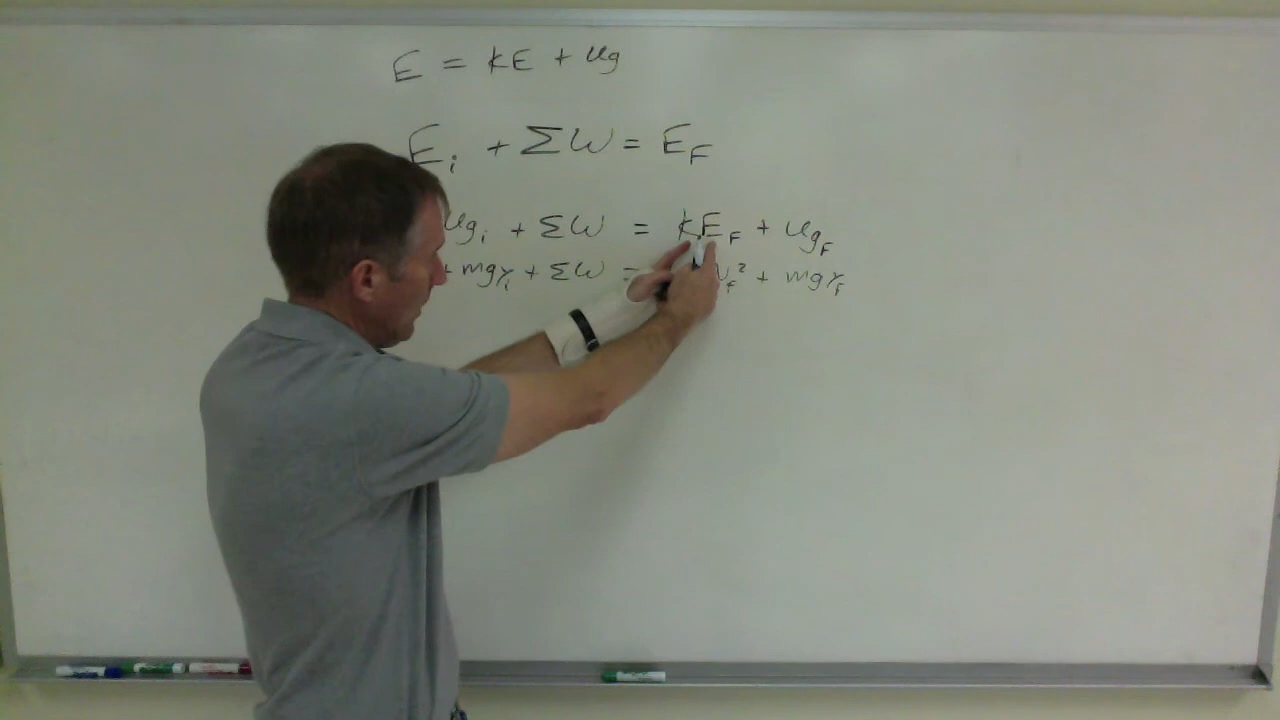 E = KE + Ug
E_i + ΣW = E_F
Ug_i + ΣW = KE_F + Ug_F
+ mgy_i + ΣW = v_F² + mgy_F